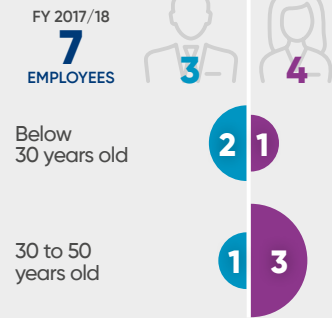 FY 2017/18
7
EMPLOYEES
3
4
Below
30 years old
2
1
30 to 50
years old
1
3